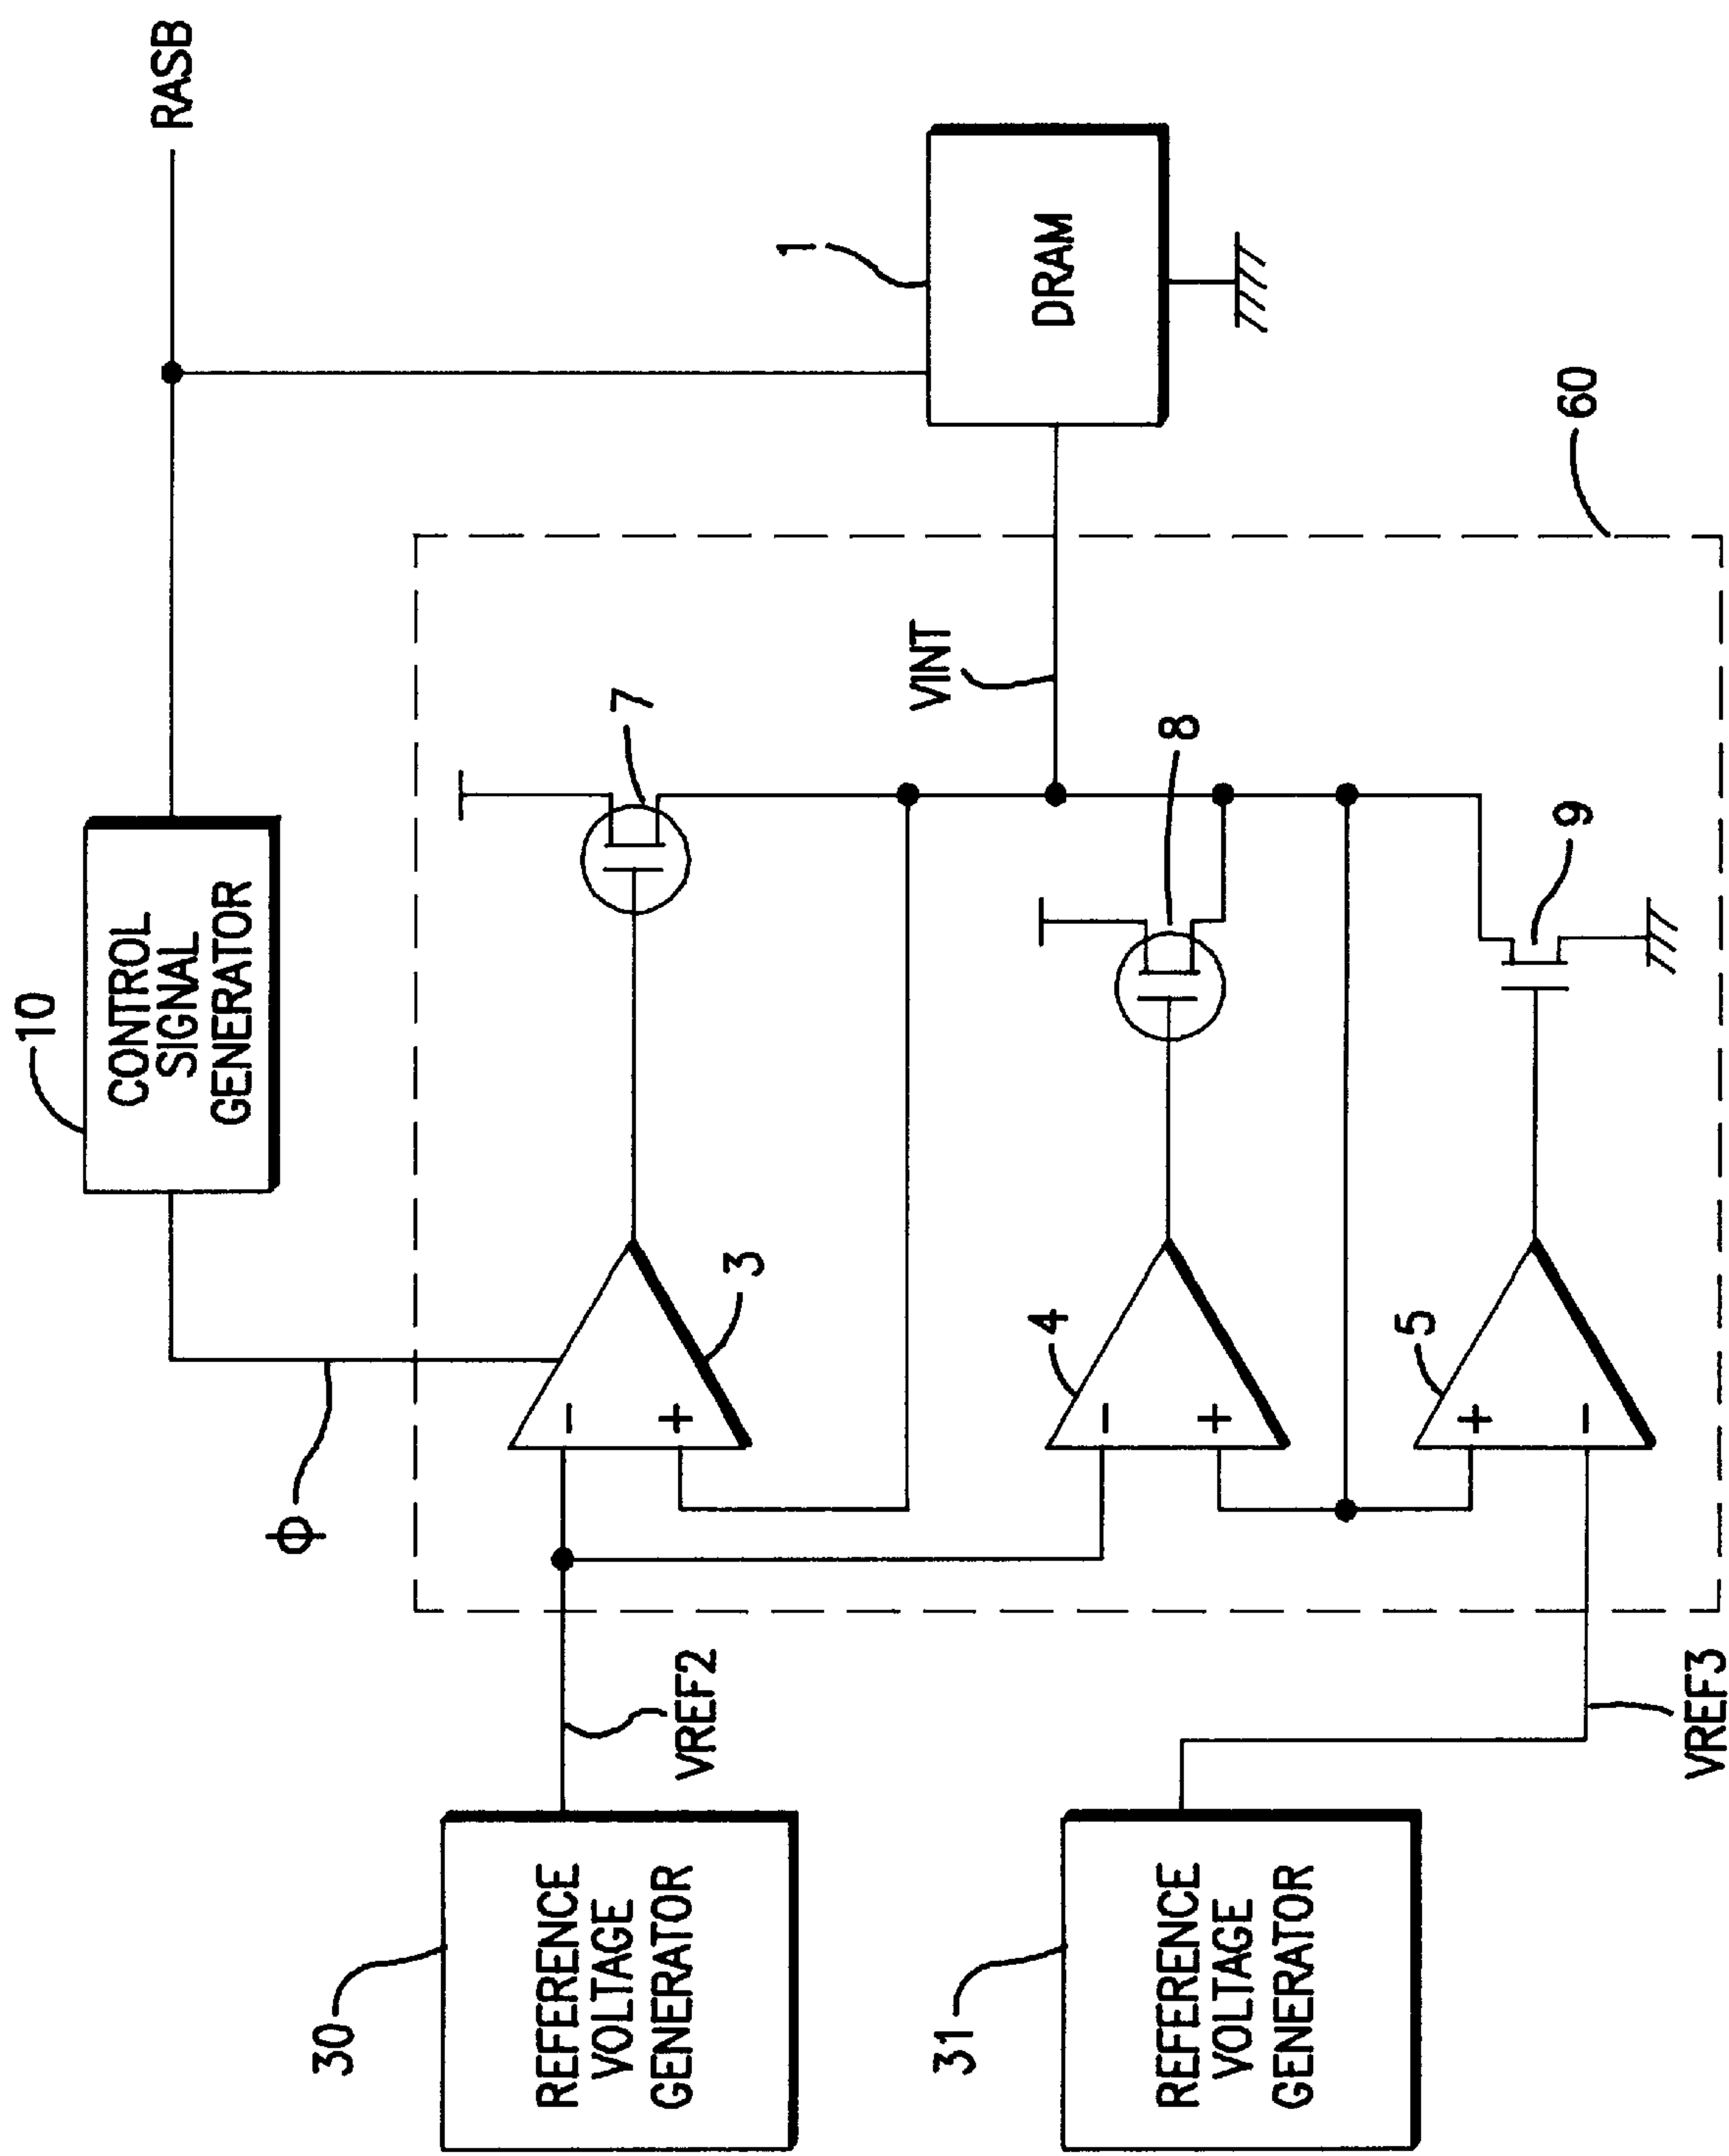 RASB
10
CONTROL
SIGNAL
GENERATOR
Φ
1
DRAM
60
7
VINT
8
9
3
4
5
-
+
-
+
+
-
VREF2
VREF3
30
REFERENCE
VOLTAGE
GENERATOR
31
REFERENCE
VOLTAGE
GENERATOR